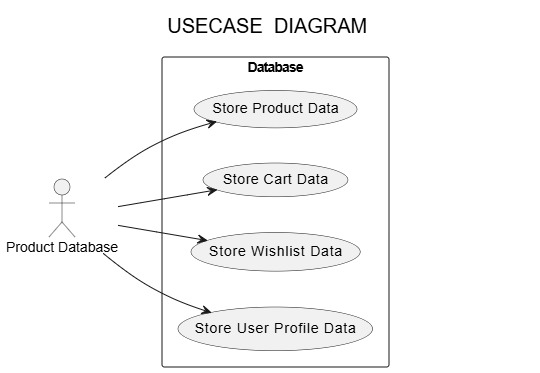 USECASE DIAGRAM
Database
Store Product Data
Store Cart Data
Product Database
Store Wishlist Data
Store User Profile Data